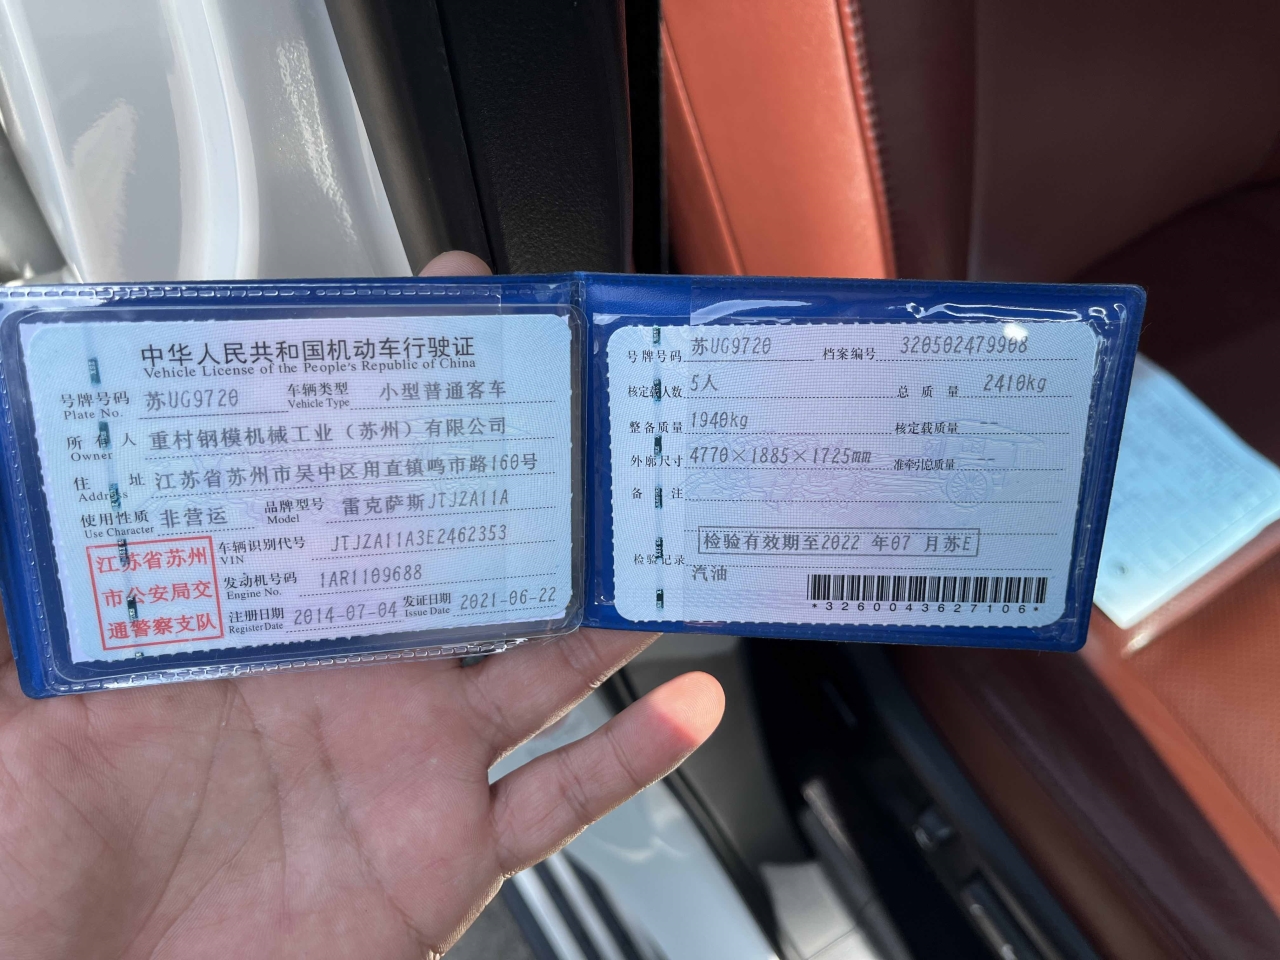 中华人民共和国机动车行驶证
Vehicle License of the People's Republic of China
号牌号码 苏UG9720 车辆类型 小型普通客车
Plate No. Vehicle Type
所有人 重村钢模机械工业（苏州）有限公司
Owner
住址 江苏省苏州市吴中区甪直镇鸣市路160号
Address
使用性质 非营运 品牌型号 雷克萨斯JTJZA11A
Use Character Model
江苏省苏州
市公安局交
通警察支队
车辆识别代号 JTJZA11A3E2462353
VIN
发动机号码 1AR1109688
Engine No.
注册日期 2014-07-04 发证日期 2021-06-22
Register Date Issue Date
号牌号码 苏UG9720 档案编号 320502479908
核定载人数 5人 总质量 2410kg
整备质量 1940kg 核定载质量 --
外廓尺寸 4770×1885×1725mm 准牵引总质量 --
备注
检验记录 检验有效期至2022年07月苏E
汽油
*3260043627106*